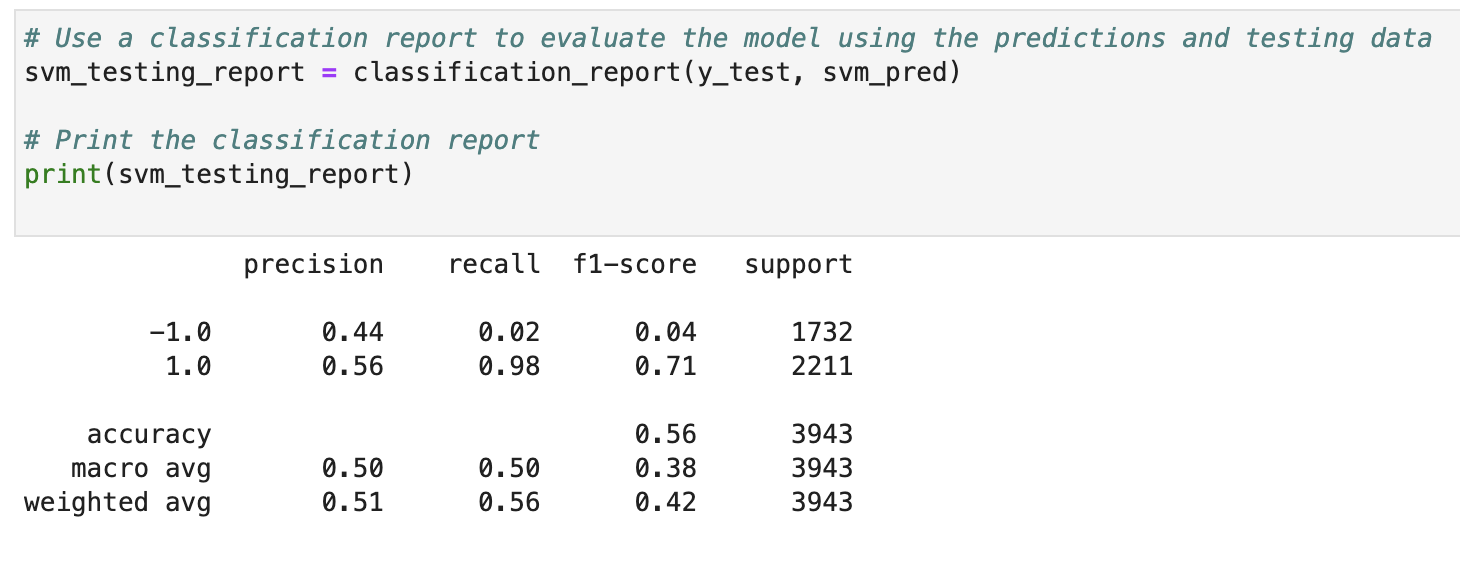 # Use a classification report to evaluate the model using the predictions and testing data
svm_testing_report = classification_report(y_test, svm_pred)
# Print the classification report
print(svm_testing_report)
precision recall f1-score support
-1.0 0.44 0.02 0.04 1732
1.0 0.56 0.98 0.71 2211
accuracy 0.56 3943
macro avg 0.50 0.50 0.38 3943
weighted avg 0.51 0.56 0.42 3943